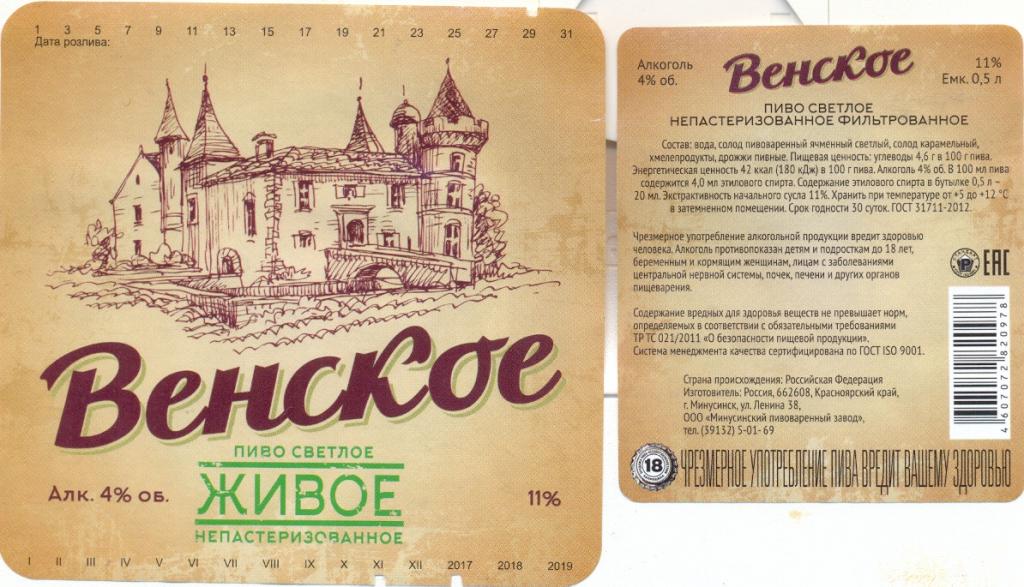 1 3 5 7 9 11 13 15 17 19 21 23 25 27 29 31
Дата розлива:
Венское
ПИВО СВЕТЛОЕ
ЖИВОЕ
НЕПАСТЕРИЗОВАННОЕ
Алк. 4% об.
11%
I II III IV V VI VII VIII IX X XI XII 2017 2018 2019
Алкоголь
4% об.
Венское
11%
Емк. 0,5 л
ПИВО СВЕТЛОЕ
НЕПАСТЕРИЗОВАННОЕ ФИЛЬТРОВАННОЕ
Состав: вода, солод пивоваренный ячменный светлый, солод карамельный,
хмелепродукты, дрожжи пивные. Пищевая ценность: углеводы 4,6 г в 100 г пива.
Энергетическая ценность 42 ккал (180 кДж) в 100 г пива. Алкоголь 4% об. В 100 мл пива
содержится 4,0 мл этилового спирта. Содержание этилового спирта в бутылке 0,5 л –
20 мл. Экстрактивность начального сусла 11%. Хранить при температуре от +5 до +12 °С
в затемненном помещении. Срок годности 30 суток. ГОСТ 31711-2012.
Чрезмерное употребление алкогольной продукции вредит здоровью
человека. Алкоголь противопоказан детям и подросткам до 18 лет,
беременным и кормящим женщинам, лицам с заболеваниями
центральной нервной системы, почек, печени и других органов
пищеварения.
EAC
Содержание вредных для здоровья веществ не превышает норм,
определяемых в соответствии с обязательными требованиями
ТР ТС 021/2011 «О безопасности пищевой продукции».
Система менеджмента качества сертифицирована по ГОСТ ISO 9001.
4 607072 820978
Страна происхождения: Российская Федерация
Изготовитель: Россия, 662608, Красноярский край,
г. Минусинск, ул. Ленина 38,
ООО «Минусинский пивоваренный завод»,
тел. (39132) 5-01-69
18
ЧРЕЗМЕРНОЕ УПОТРЕБЛЕНИЕ ПИВА ВРЕДИТ ВАШЕМУ ЗДОРОВЬЮ